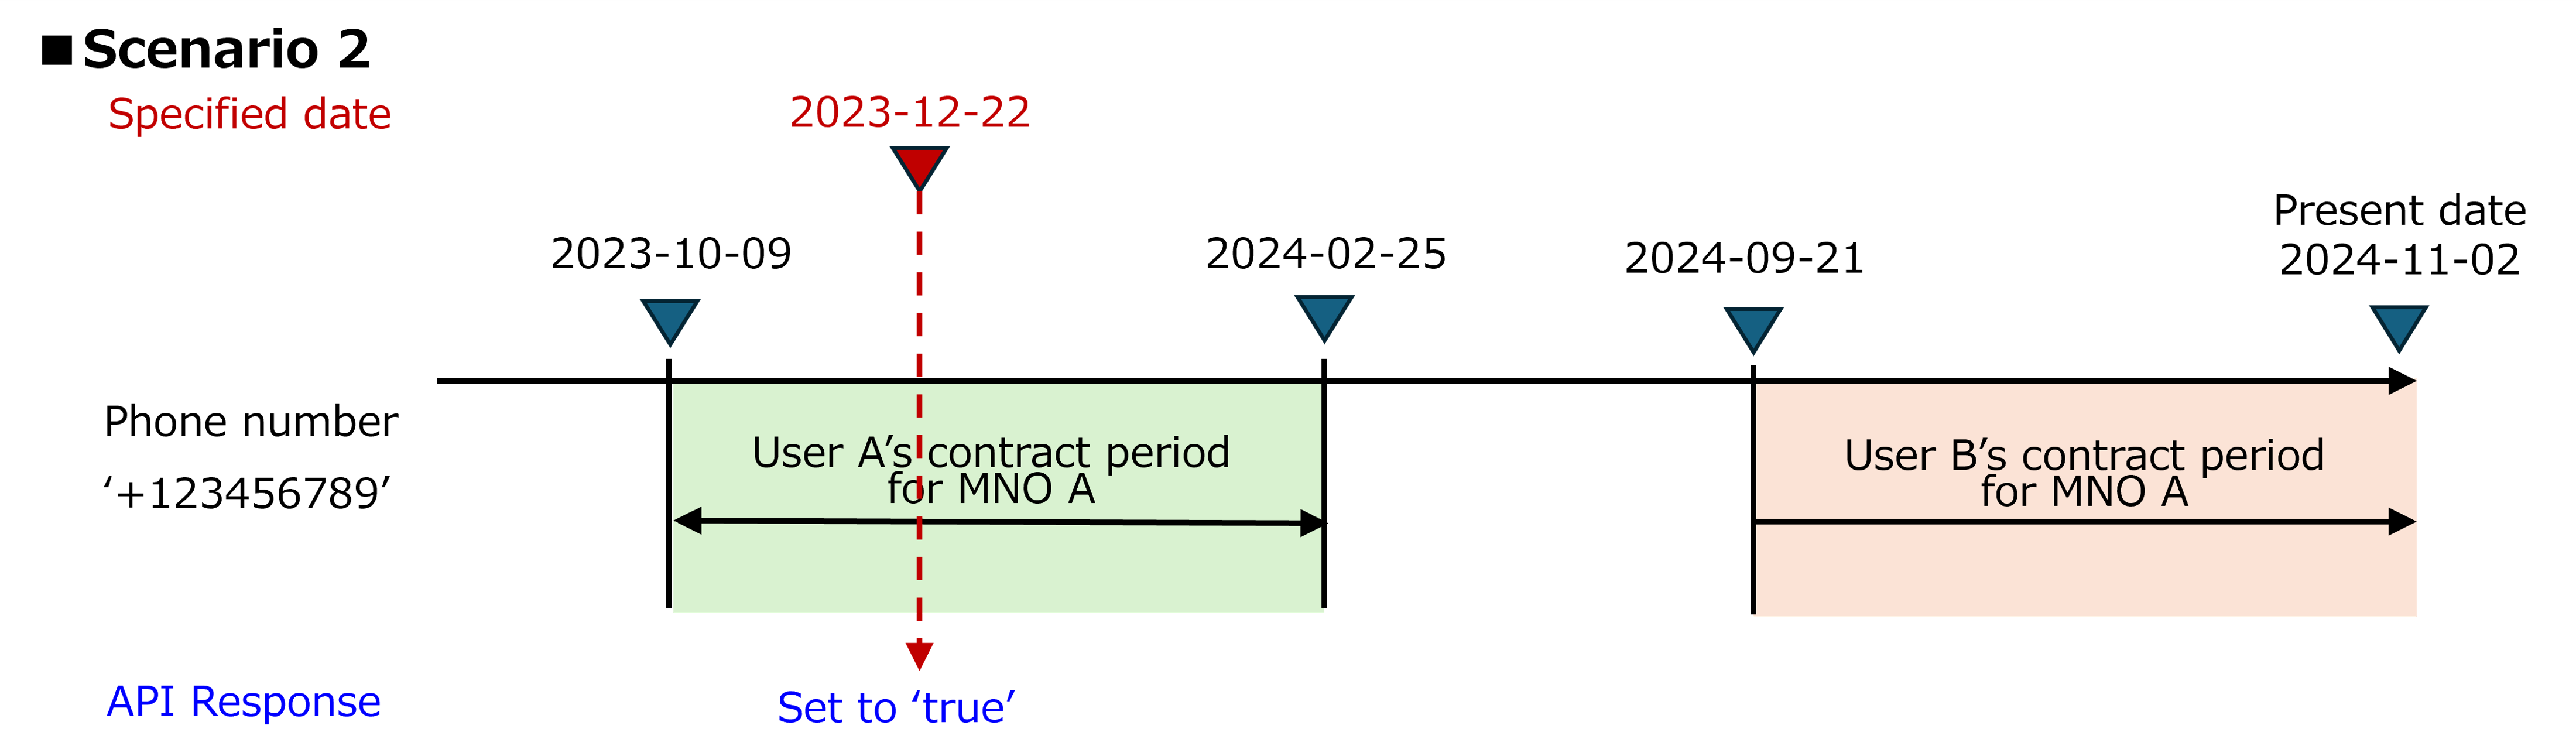 ■Scenario 2
Specified date
2023-12-22
Present date
2023-10-09
2024-02-25
2024-09-21
2024-11-02
Phone number
‘+123456789’
User A’s contract period
for MNO A
User B’s contract period
for MNO A
API Response
Set to ‘true’